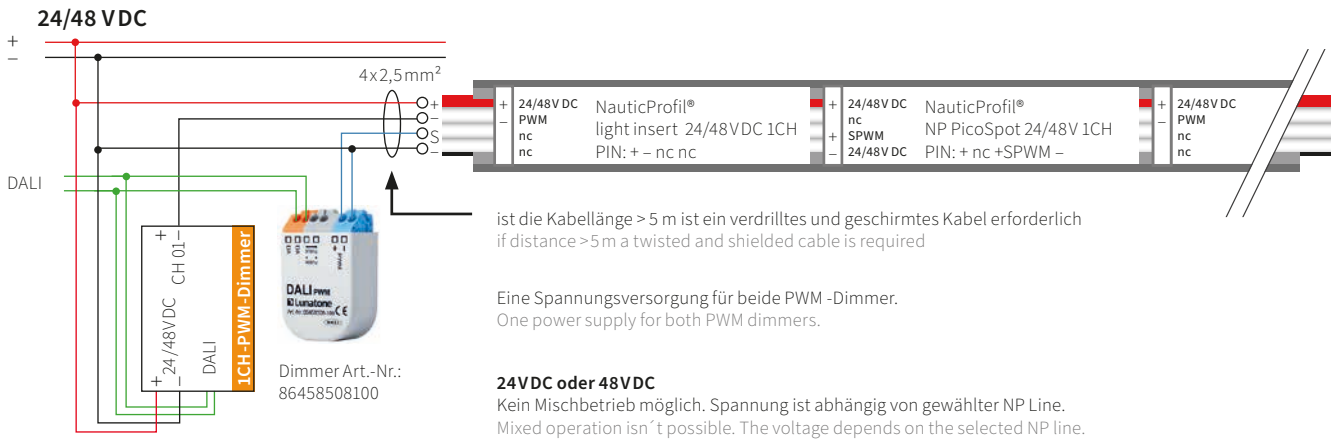 24/48 V DC
+
–
4x2,5mm²
+
–
S
–
+
–
24/48V DC
PWM
nc
nc
NauticProfil®
light insert 24/48VDC 1CH
PIN: + – nc nc
+
+
–
24/48V DC
nc
SPWM
24/48V DC
NauticProfil®
NP PicoSpot 24/48V 1CH
PIN: + nc +SPWM –
+
–
24/48V DC
PWM
nc
nc
DALI
ist die Kabellänge > 5 m ist ein verdrilltes und geschirmtes Kabel erforderlich
if distance >5m a twisted and shielded cable is required
+
CH 01 –
+ 24/48VDC
–
DALI
1CH-PWM-Dimmer
DALI PWM
Lunatone
CE
Dimmer Art.-Nr.:
86458508100
Eine Spannungsversorgung für beide PWM -Dimmer.
One power supply for both PWM dimmers.
24VDC oder 48VDC
Kein Mischbetrieb möglich. Spannung ist abhängig von gewählter NP Line.
Mixed operation isn´t possible. The voltage depends on the selected NP line.